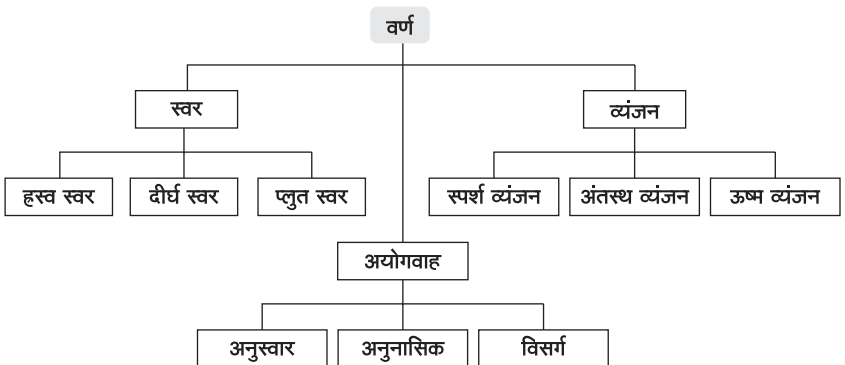 वर्ण
स्वर
व्यंजन
ह्रस्व स्वर
दीर्घ स्वर
प्लुत स्वर
स्पर्श व्यंजन
अंतस्थ व्यंजन
ऊष्म व्यंजन
अयोगवाह
अनुस्वार
अनुनासिक
विसर्ग